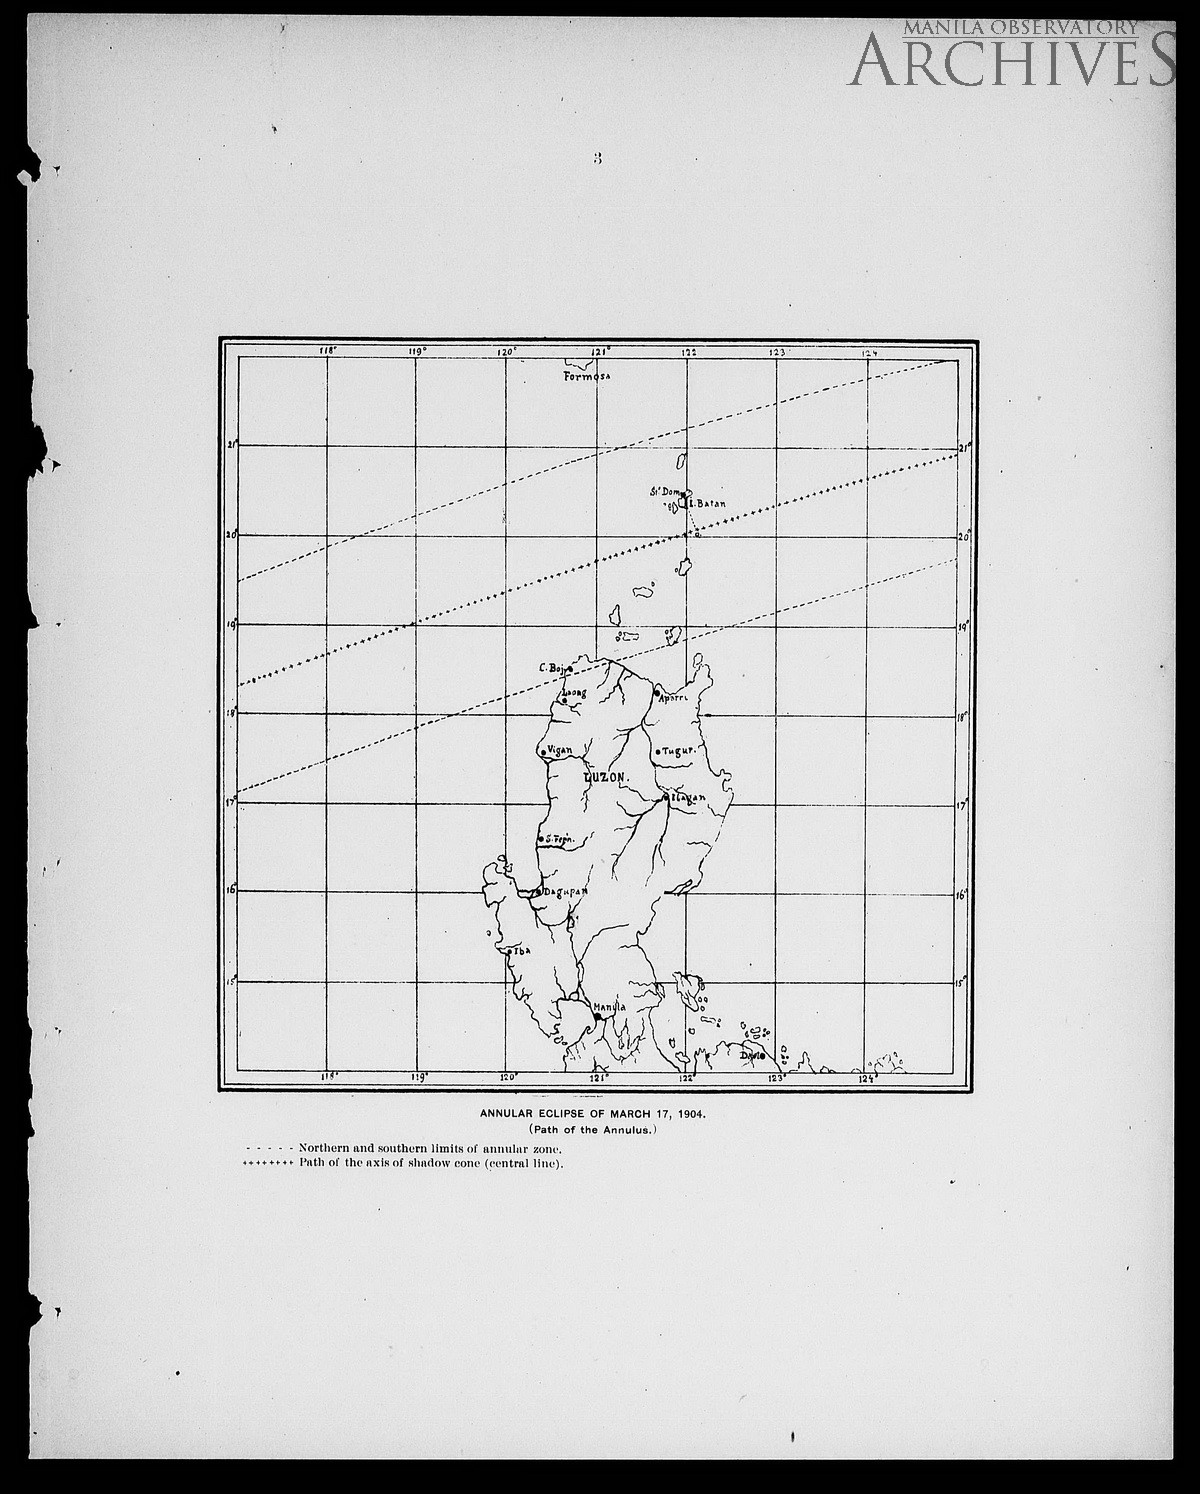 MANILA OBSERVATORY
ARCHIVES
3
118° 119° 120° 121° 122 123° 124
Formosa
21° 21°
St° Dom.
I. Batan
20° 20°
19° 19°
C. Boj.
Laoag
Aparri
18° 18°
Vigan
Tugur.
LUZON.
Ilagan
17° 17°
S. Fern.
16° 16°
Dagupan
Iba
15° 15°
Manila
118° 119° 120° 121° 122° 123° 124°
ANNULAR ECLIPSE OF MARCH 17, 1904.
(Path of the Annulus.)
- - - - - - Northern and southern limits of annular zone.
++++++++ Path of the axis of shadow cone (central line).